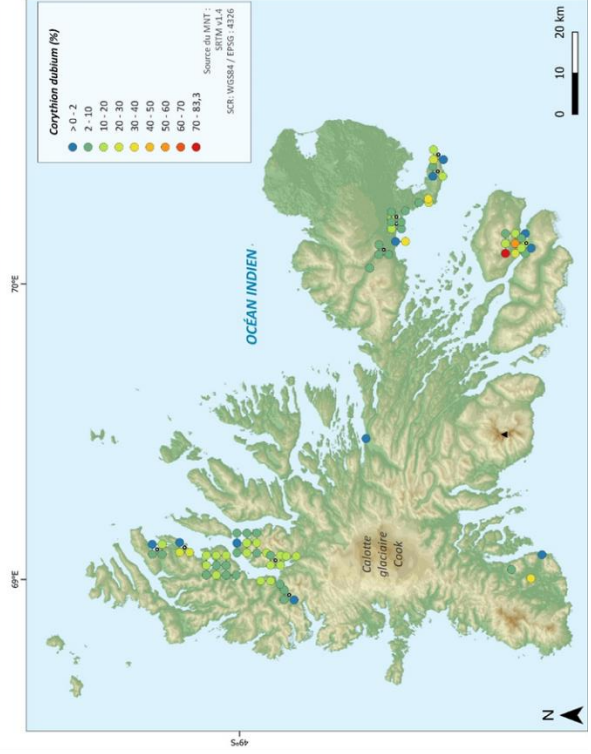 Corythion dubium (%)
> 0 - 2
2 - 10
10 - 20
20 - 30
30 - 40
40 - 50
50 - 60
60 - 70
70 - 83,3
Source du MNT :
SRTM v1.4
SCR: WGS84 / EPSG : 4326
0 10 20 km
70°E
OCÉAN INDIEN
69°E
Calotte
glaciaire
Cook
49°S
N